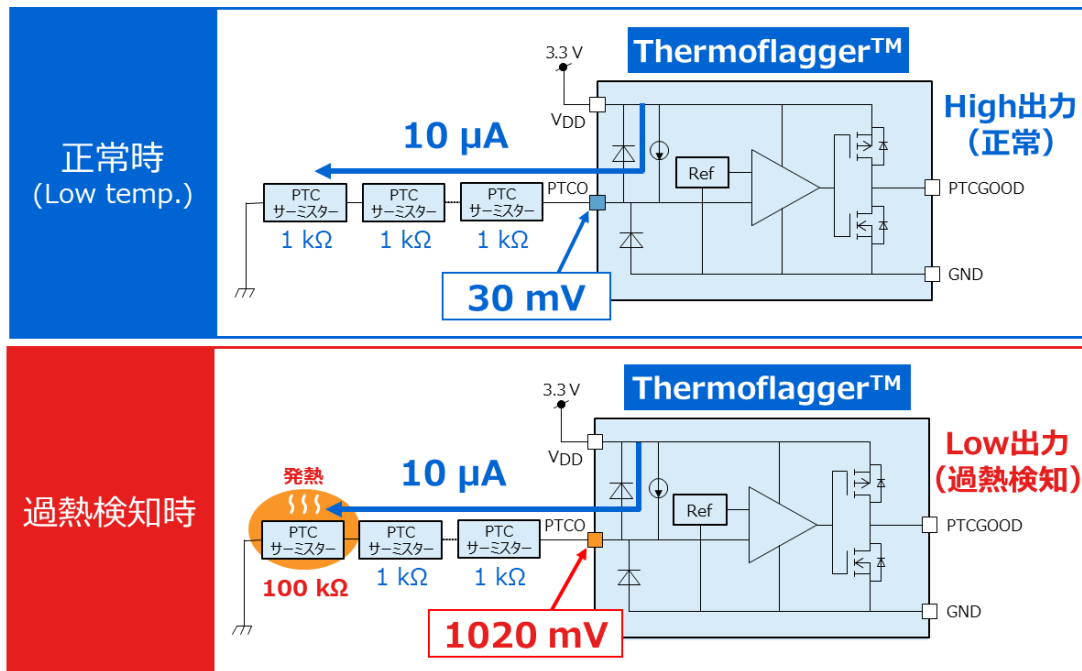 正常時
(Low temp.)
Thermoflagger™
3.3 V
VDD
High出力
(正常)
10 µA
Ref
PTCO
PTCGOOD
PTC
サーミスター
PTC
サーミスター
PTC
サーミスター
1 kΩ
1 kΩ
1 kΩ
GND
30 mV
過熱検知時
Thermoflagger™
3.3 V
VDD
Low出力
(過熱検知)
発熱
10 µA
Ref
PTCO
PTCGOOD
PTC
サーミスター
PTC
サーミスター
PTC
サーミスター
100 kΩ
1 kΩ
1 kΩ
GND
1020 mV